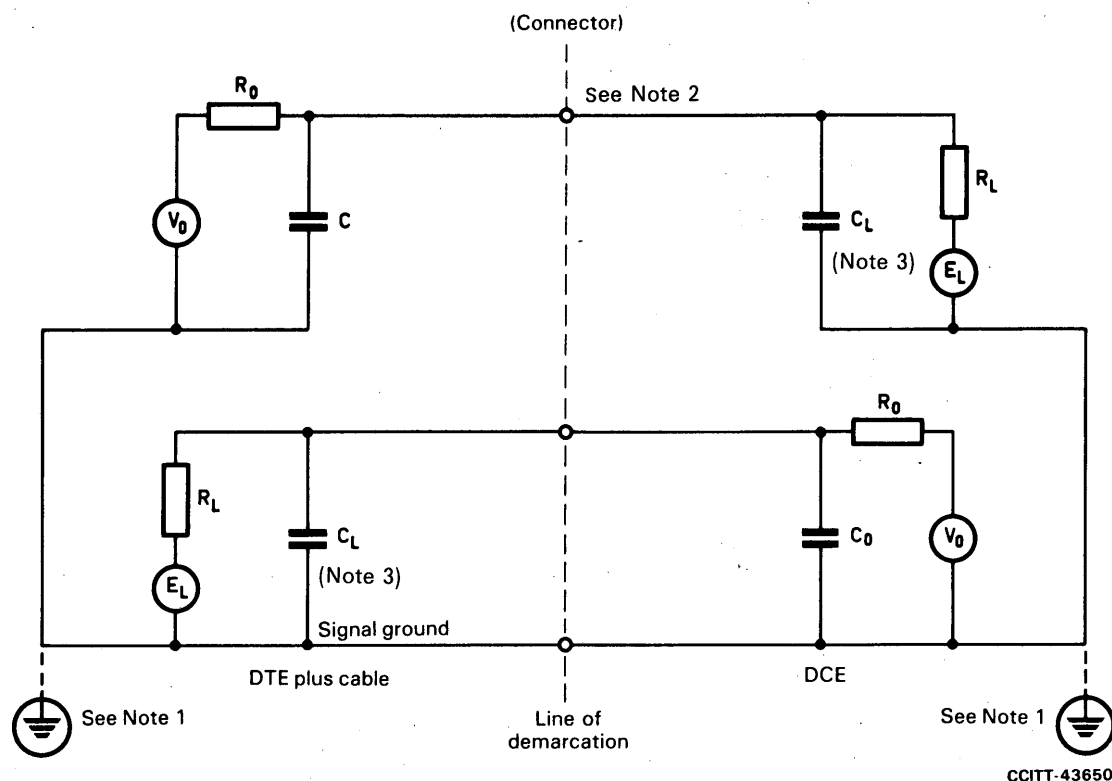 (Connector)
R0
See Note 2
V0
C
CL
(Note 3)
RL
EL
R0
RL
CL
(Note 3)
EL
C0
V0
Signal ground
DTE plus cable
DCE
See Note 1
Line of
demarcation
See Note 1
CCITT-43650